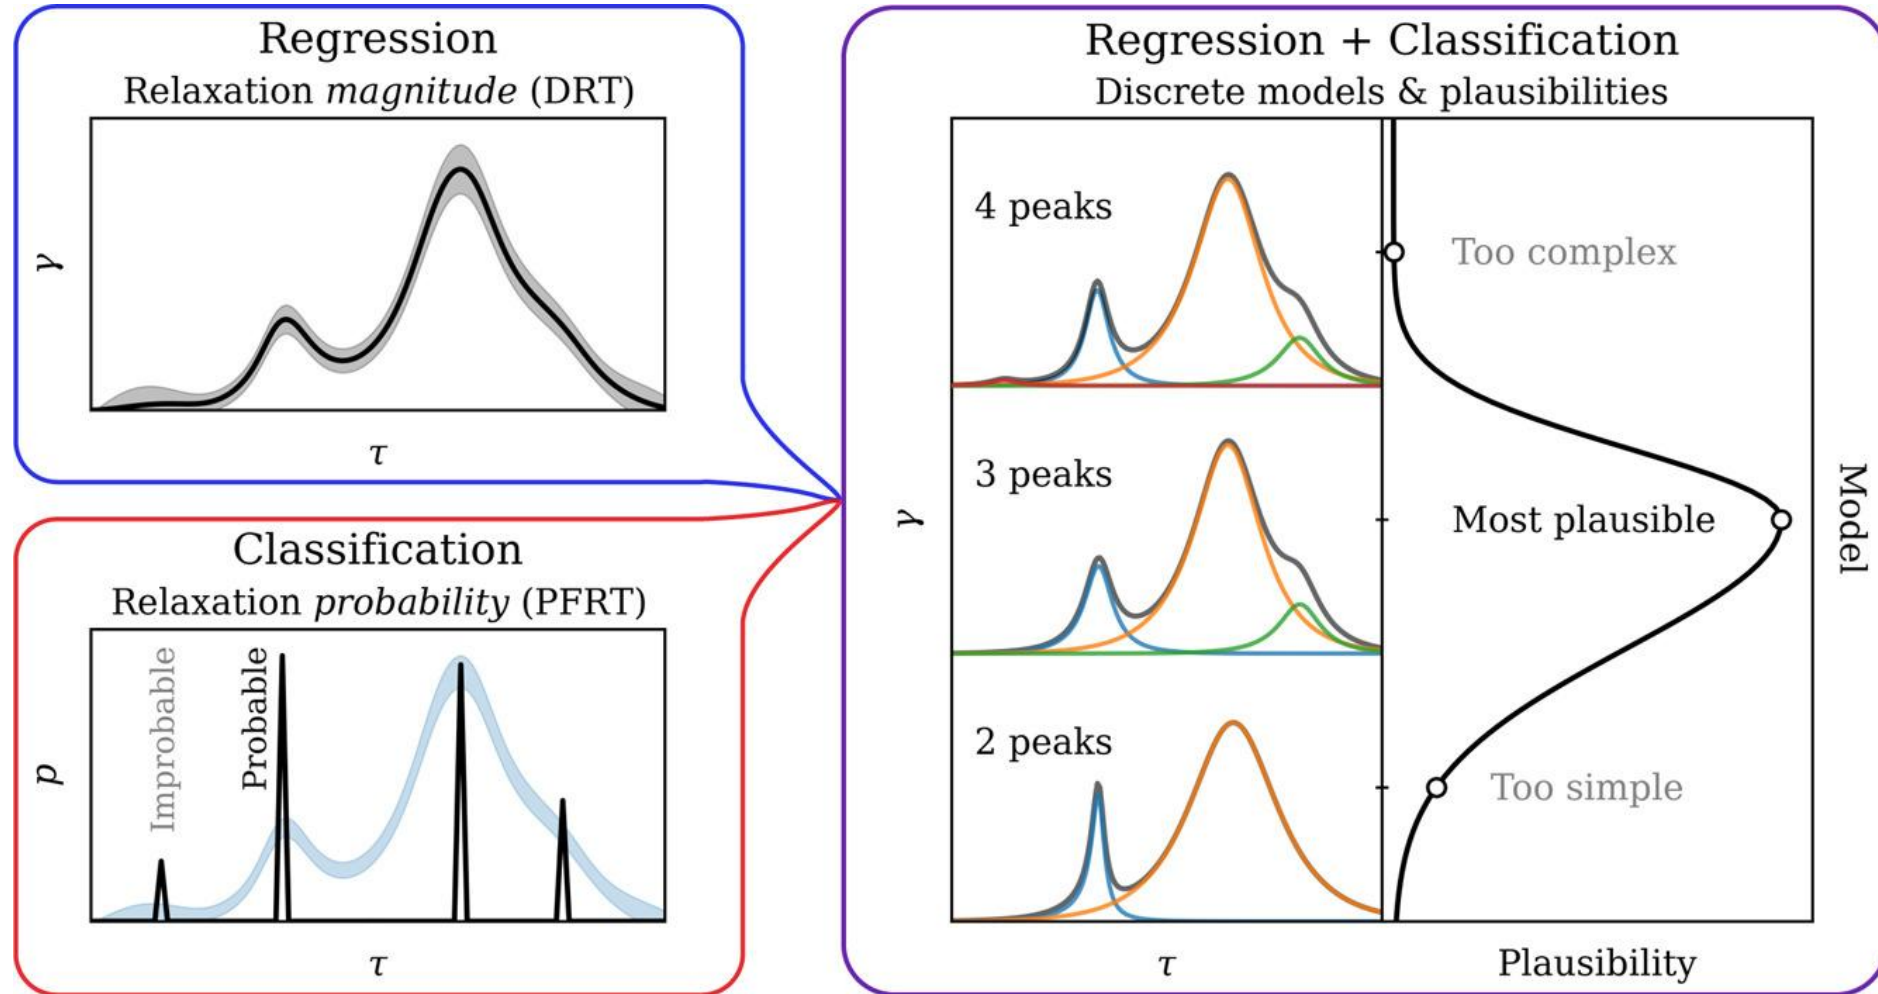 Regression
Relaxation magnitude (DRT)
γ
τ
Classification
Relaxation probability (PFRT)
Improbable
Probable
p
τ
Regression + Classification
Discrete models & plausibilities
4 peaks
Too complex
3 peaks
Most plausible
2 peaks
Too simple
γ
Model
τ
Plausibility